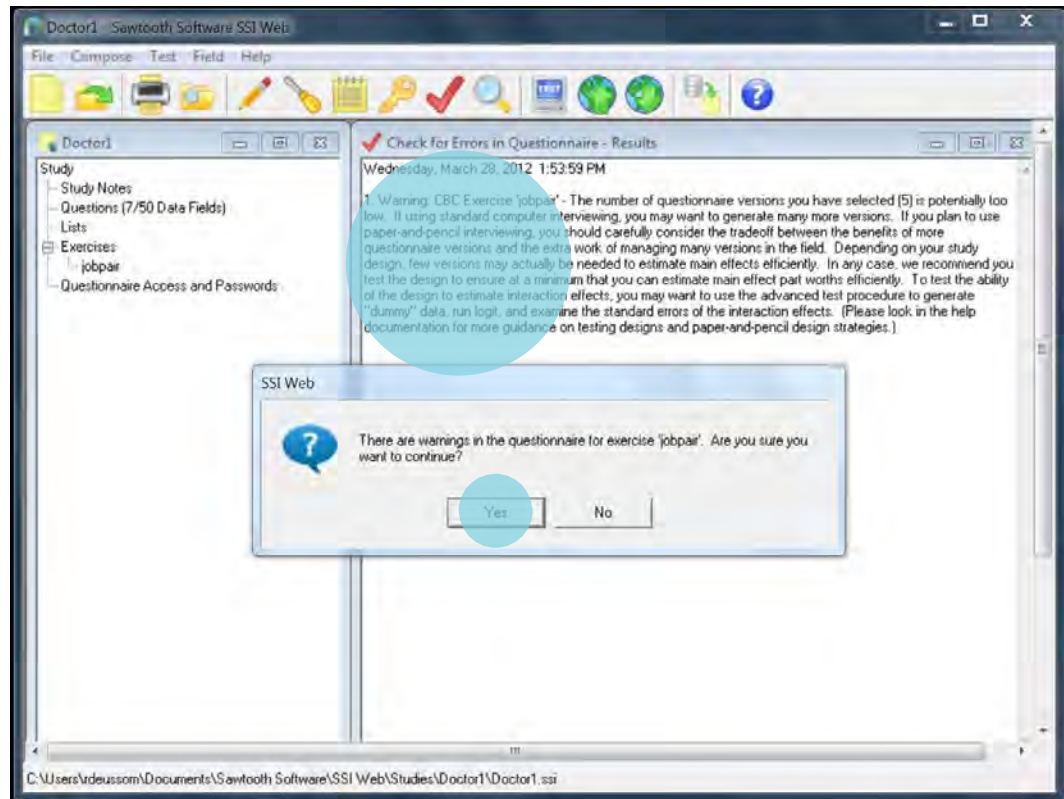 Doctor1 - Sawtooth Software SSI Web
File Compose Test Field Help
TEST
Doctor1
Study
Study Notes
Questions (7/50 Data Fields)
Lists
Exercises
jobpair
Questionnaire Access and Passwords
Check for Errors in Questionnaire - Results
Wednesday, March 28, 2012 1:53:59 PM
1. Warning: CBC Exercise 'jobpair' - The number of questionnaire versions you have selected (5) is potentially too
low. If using standard computer interviewing, you may want to generate many more versions. If you plan to use
paper-and-pencil interviewing, you should carefully consider the tradeoff between the benefits of more
questionnaire versions and the extra work of managing many versions in the field. Depending on your study
design, few versions may actually be needed to estimate main effects efficiently. In any case, we recommend you
test the design to ensure at a minimum that you can estimate main effect part worths efficiently. To test the ability
of the design to estimate interaction effects, you may want to use the advanced test procedure to generate
"dummy" data, run logit, and examine the standard errors of the interaction effects. (Please look in the help
documentation for more guidance on testing designs and paper-and-pencil design strategies.)
SSI Web
There are warnings in the questionnaire for exercise 'jobpair'. Are you sure you
want to continue?
Yes No
C:\Users\rdeussom\Documents\Sawtooth Software\SSI Web\Studies\Doctor1\Doctor1.ssi